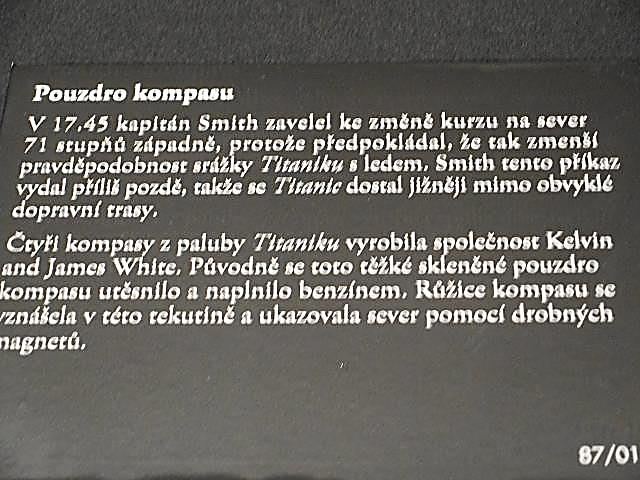 Pouzdro kompasu
V 17.45 kapitán Smith zavelel ke změně kurzu na sever
71 stupňů západně, protože předpokládal, že tak zmenší
pravděpodobnost srážky Titaniku s ledem. Smith tento příkaz
vydal příliš pozdě, takže se Titanic dostal jižněji mimo obvyklé
dopravní trasy.
Čtyři kompasy z paluby Titaniku vyrobila společnost Kelvin
and James White. Původně se toto těžké skleněné pouzdro
kompasu utěsnilo a naplnilo benzínem. Růžice kompasu se
vznášela v této tekutině a ukazovala sever pomocí drobných
magnetů.
87/01